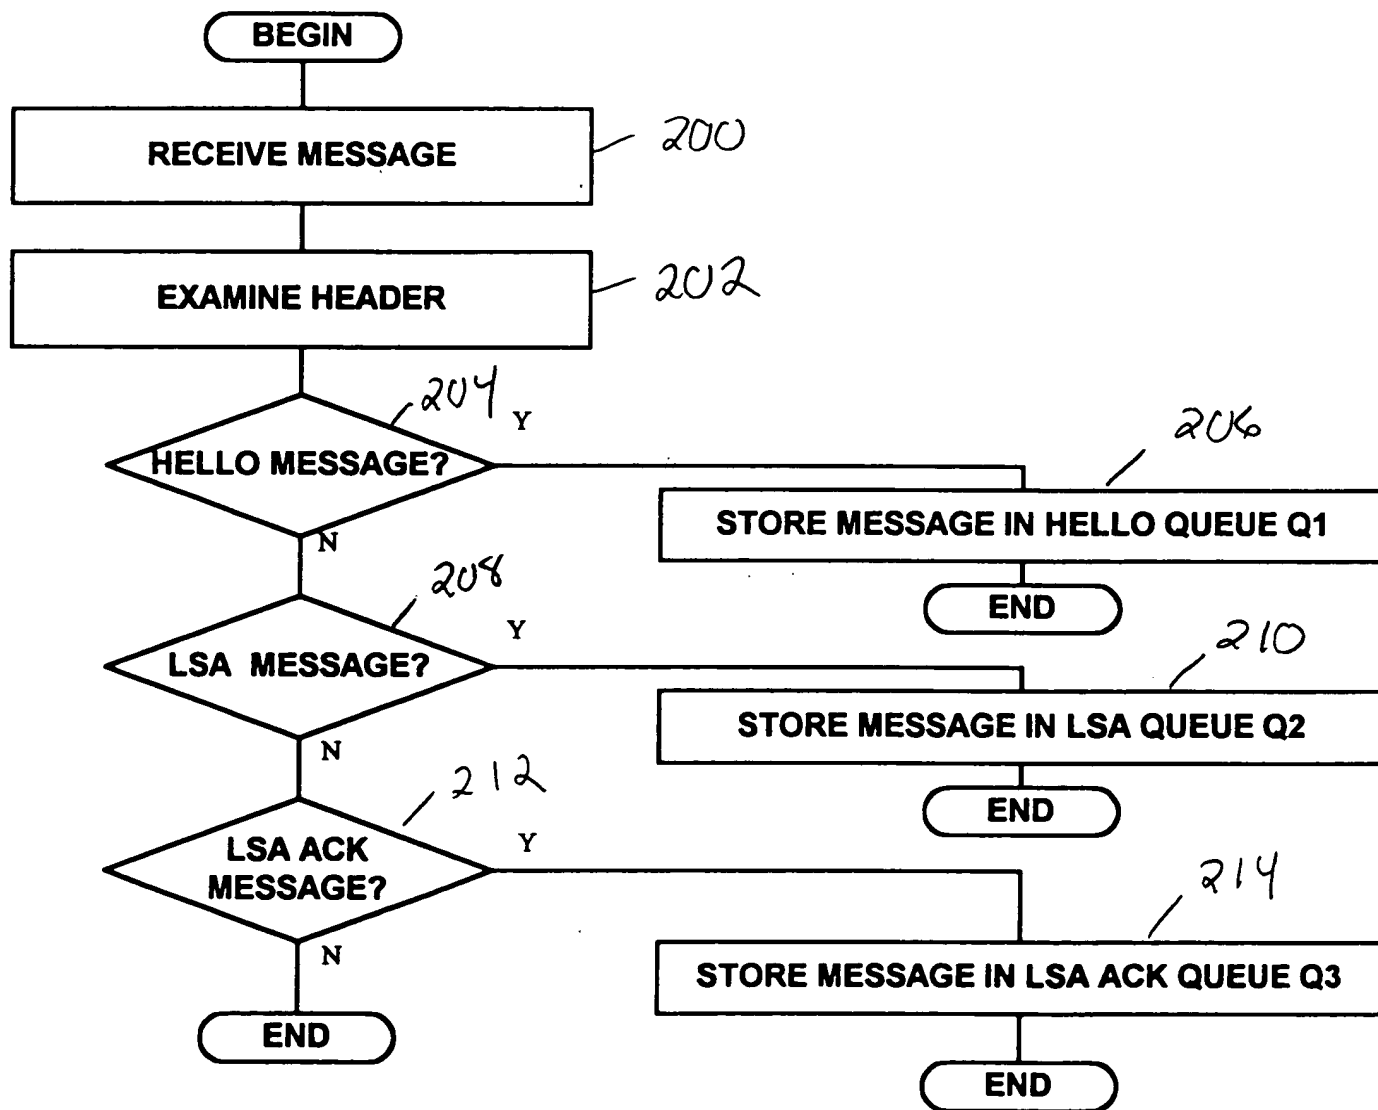 BEGIN
RECEIVE MESSAGE
200
EXAMINE HEADER
202
204
Y
HELLO MESSAGE?
206
STORE MESSAGE IN HELLO QUEUE Q1
N
END
208
Y
LSA MESSAGE?
210
STORE MESSAGE IN LSA QUEUE Q2
N
END
212
Y
LSA ACK
MESSAGE?
214
STORE MESSAGE IN LSA ACK QUEUE Q3
N
END
END